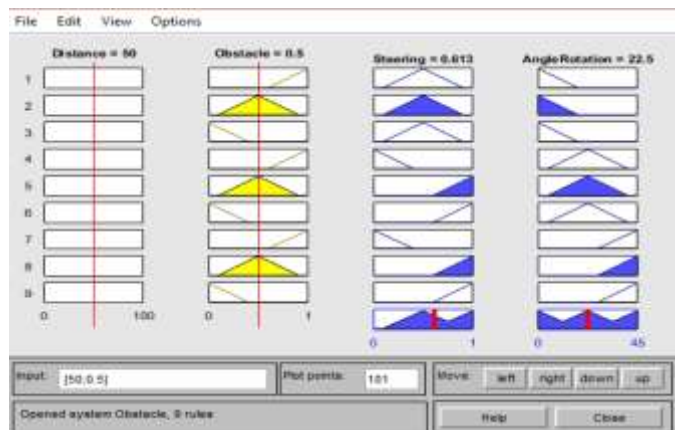 File Edit View Options
Distance = 50 Obstacle = 0.5 Steering = 0.613 AngleRotation = 22.5
1
2
3
4
5
6
7
8
9
0 100 0 1
0 1 0 45
Input: [50;0.5] Plot points: 101 Move: left right down up
Opened system Obstacle, 9 rules Help Close